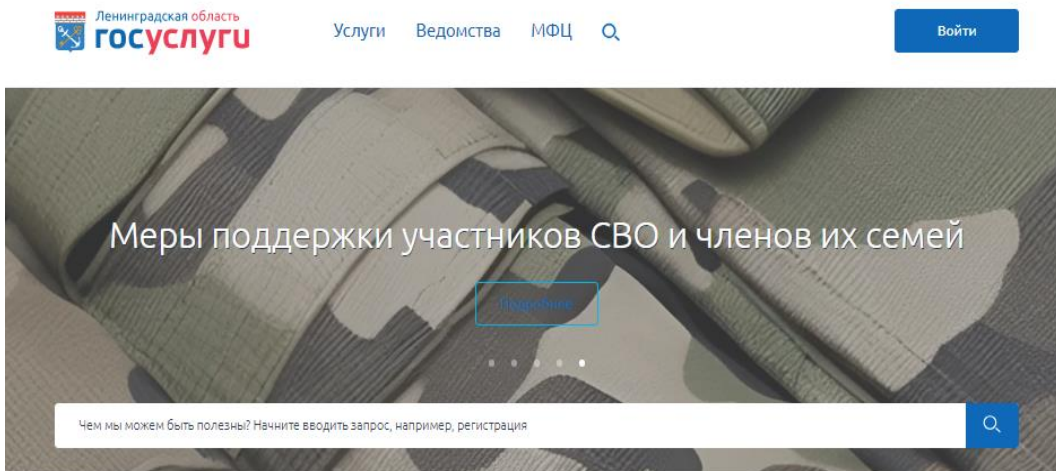 Ленинградская область
госуслуги
Услуги Ведомства МФЦ
Войти
Меры поддержки участников СВО и членов их семей
Подробнее
Чем мы можем быть полезны? Начните вводить запрос, например, регистрация